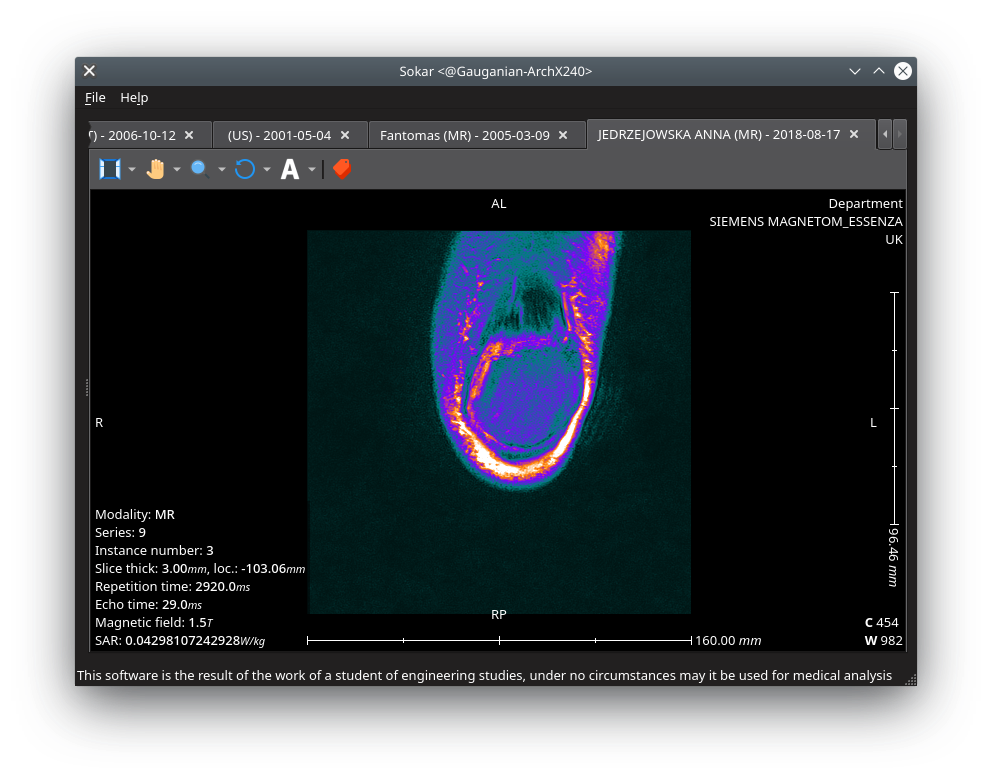 Sokar <@Gauganian-ArchX240>
File Help
) - 2006-10-12
(US) - 2001-05-04
Fantomas (MR) - 2005-03-09
JEDRZEJOWSKA ANNA (MR) - 2018-08-17
A
AL
Department
SIEMENS MAGNETOM_ESSENZA
UK
R
L
Modality: MR
Series: 9
Instance number: 3
Slice thick: 3.00mm, loc.: -103.06mm
Repetition time: 2920.0ms
Echo time: 29.0ms
Magnetic field: 1.5T
SAR: 0.04298107242928W/kg
RP
160.00 mm
96.46 mm
C 454
W 982
This software is the result of the work of a student of engineering studies, under no circumstances may it be used for medical analysis